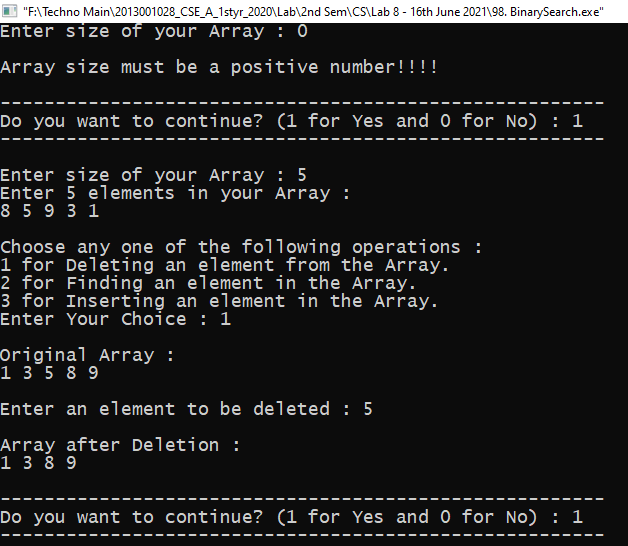 "F:\Techno Main\2013001028_CSE_A_1styr_2020\Lab\2nd Sem\CS\Lab 8 - 16th June 2021\98. BinarySearch.exe"
Enter size of your Array : 0
Array size must be a positive number!!!!
-------------------------------------------------------
Do you want to continue? (1 for Yes and 0 for No) : 1
-------------------------------------------------------
Enter size of your Array : 5
Enter 5 elements in your Array :
8 5 9 3 1
Choose any one of the following operations :
1 for Deleting an element from the Array.
2 for Finding an element in the Array.
3 for Inserting an element in the Array.
Enter Your Choice : 1
Original Array :
1 3 5 8 9
Enter an element to be deleted : 5
Array after Deletion :
1 3 8 9
-------------------------------------------------------
Do you want to continue? (1 for Yes and 0 for No) : 1
-------------------------------------------------------